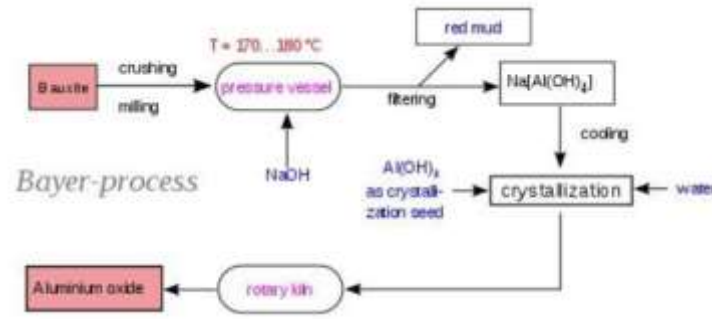 T = 170...180 °C
red mud
Bauxite
crushing
milling
pressure vessel
filtering
Na[Al(OH)₄]
NaOH
cooling
Bayer-process
Al(OH)₃
as crystalli-
zation seed
crystallization
water
Aluminium oxide
rotary kiln